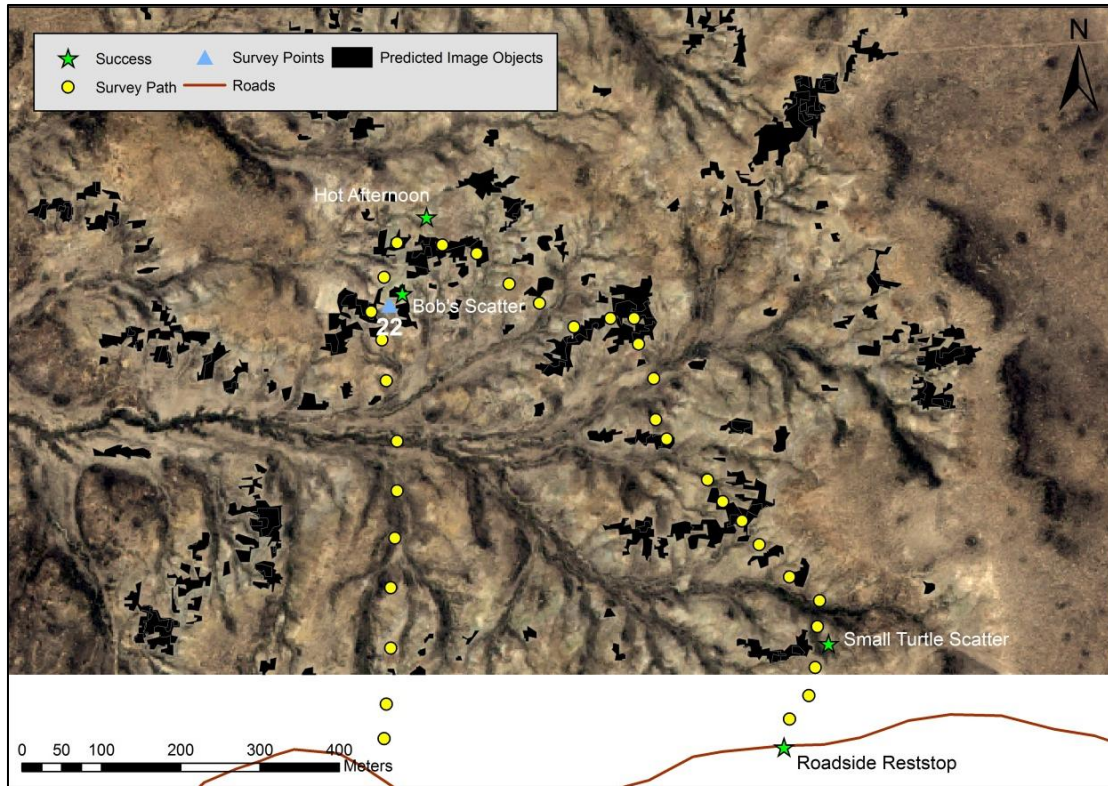 Success
Survey Points
Predicted Image Objects
Survey Path
Roads
N
Hot Afternoon
Bob's Scatter
22
Small Turtle Scatter
0 50 100 200 300 400
Meters
Roadside Reststop